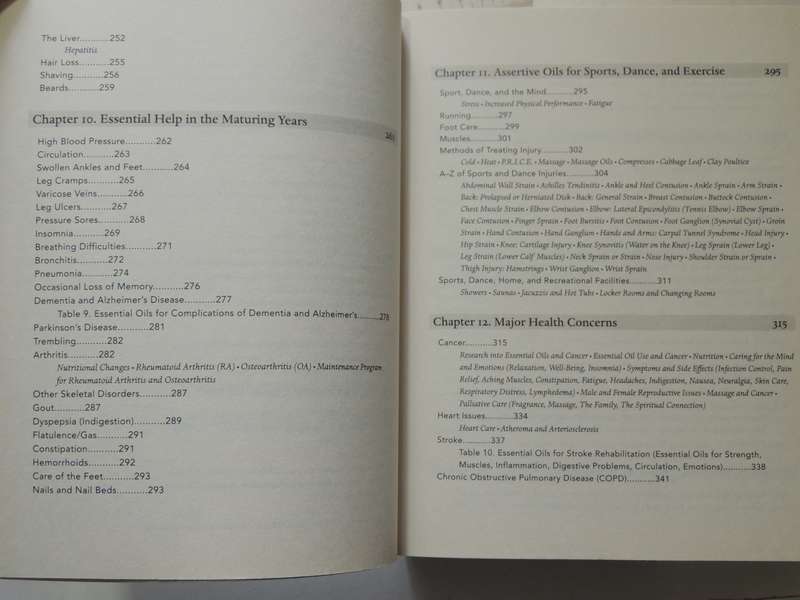 The Liver..........252
Hepatitis
Hair Loss..........255
Shaving..........256
Beards..........259
Chapter 10. Essential Help in the Maturing Years 261
High Blood Pressure..........262
Circulation..........263
Swollen Ankles and Feet..........264
Leg Cramps..........265
Varicose Veins..........266
Leg Ulcers..........267
Pressure Sores..........268
Insomnia..........269
Breathing Difficulties..........271
Bronchitis..........272
Pneumonia..........274
Occasional Loss of Memory..........276
Dementia and Alzheimer's Disease..........277
Table 9. Essential Oils for Complications of Dementia and Alzheimer's..........278
Parkinson's Disease..........281
Trembling..........282
Arthritis..........282
Nutritional Changes • Rheumatoid Arthritis (RA) • Osteoarthritis (OA) • Maintenance Program
for Rheumatoid Arthritis and Osteoarthritis
Other Skeletal Disorders..........287
Gout..........287
Dyspepsia (Indigestion)..........289
Flatulence/Gas..........291
Constipation..........291
Hemorrhoids..........292
Care of the Feet..........293
Nails and Nail Beds..........293
Chapter 11. Assertive Oils for Sports, Dance, and Exercise 295
Sport, Dance, and the Mind..........295
Stress • Increased Physical Performance • Fatigue
Running..........297
Foot Care..........299
Muscles..........301
Methods of Treating Injury..........302
Cold • Heat • P.R.I.C.E. • Massage • Massage Oils • Compresses • Cabbage Leaf • Clay Poultice
A–Z of Sports and Dance Injuries..........304
Abdominal Wall Strain • Achilles Tendinitis • Ankle and Heel Contusion • Ankle Sprain • Arm Strain •
Back: Prolapsed or Herniated Disk • Back: General Strain • Breast Contusion • Buttock Contusion •
Chest Muscle Strain • Elbow Contusion • Elbow: Lateral Epicondylitis (Tennis Elbow) • Elbow Sprain •
Face Contusion • Finger Sprain • Foot Bursitis • Foot Contusion • Foot Ganglion (Synovial Cyst) • Groin
Strain • Hand Contusion • Hand Ganglion • Hands and Arms: Carpal Tunnel Syndrome • Head Injury •
Hip Strain • Knee: Cartilage Injury • Knee Synovitis (Water on the Knee) • Leg Sprain (Lower Leg) •
Leg Strain (Lower Calf Muscles) • Neck Sprain or Strain • Nose Injury • Shoulder Strain or Sprain •
Thigh Injury: Hamstrings • Wrist Ganglion • Wrist Sprain
Sports, Dance, Home, and Recreational Facilities..........311
Showers • Saunas • Jacuzzis and Hot Tubs • Locker Rooms and Changing Rooms
Chapter 12. Major Health Concerns 315
Cancer..........315
Research into Essential Oils and Cancer • Essential Oil Use and Cancer • Nutrition • Caring for the Mind
and Emotions (Relaxation, Well-Being, Insomnia) • Symptoms and Side Effects (Infection Control, Pain
Relief, Aching Muscles, Constipation, Fatigue, Headaches, Indigestion, Nausea, Neuralgia, Skin Care,
Respiratory Distress, Lymphedema) • Male and Female Reproductive Issues • Massage and Cancer •
Palliative Care (Fragrance, Massage, The Family, The Spiritual Connection)
Heart Issues..........334
Heart Care • Atheroma and Arteriosclerosis
Stroke..........337
Table 10. Essential Oils for Stroke Rehabilitation (Essential Oils for Strength,
Muscles, Inflammation, Digestive Problems, Circulation, Emotions)..........338
Chronic Obstructive Pulmonary Disease (COPD)..........341